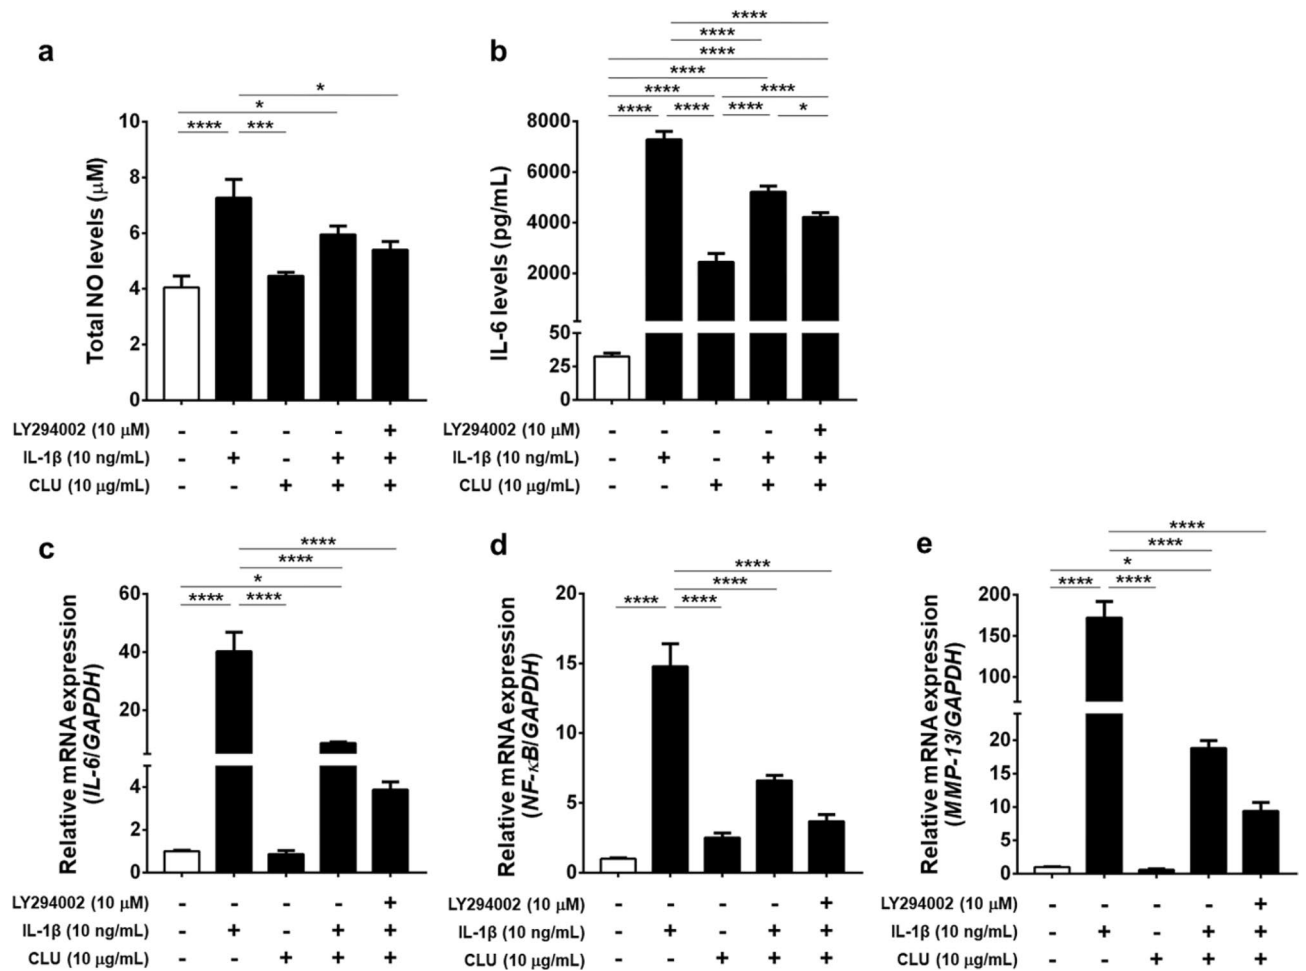 a
*
*
**** ***
Total NO levels (μM)
10
8
6
4
2
0
LY294002 (10 μM) - - - - +
IL-1β (10 ng/mL) - + - + +
CLU (10 μg/mL) - - + + +
b
****
****
****
****
**** ****
**** **** **** *
IL-6 levels (pg/mL)
8000
6000
4000
2000
50
25
0
LY294002 (10 μM) - - - - +
IL-1β (10 ng/mL) - + - + +
CLU (10 μg/mL) - - + + +
c
****
****
*
**** ****
Relative mRNA expression
(IL-6/GAPDH)
60
40
20
4
2
0
LY294002 (10 μM) - - - - +
IL-1β (10 ng/mL) - + - + +
CLU (10 μg/mL) - - + + +
d
****
****
**** ****
Relative mRNA expression
(NF-κB/GAPDH)
20
15
10
5
0
LY294002 (10 μM) - - - - +
IL-1β (10 ng/mL) - + - + +
CLU (10 μg/mL) - - + + +
e
****
****
*
**** ****
Relative mRNA expression
(MMP-13/GAPDH)
200
150
100
20
10
0
LY294002 (10 μM) - - - - +
IL-1β (10 ng/mL) - + - + +
CLU (10 μg/mL) - - + + +